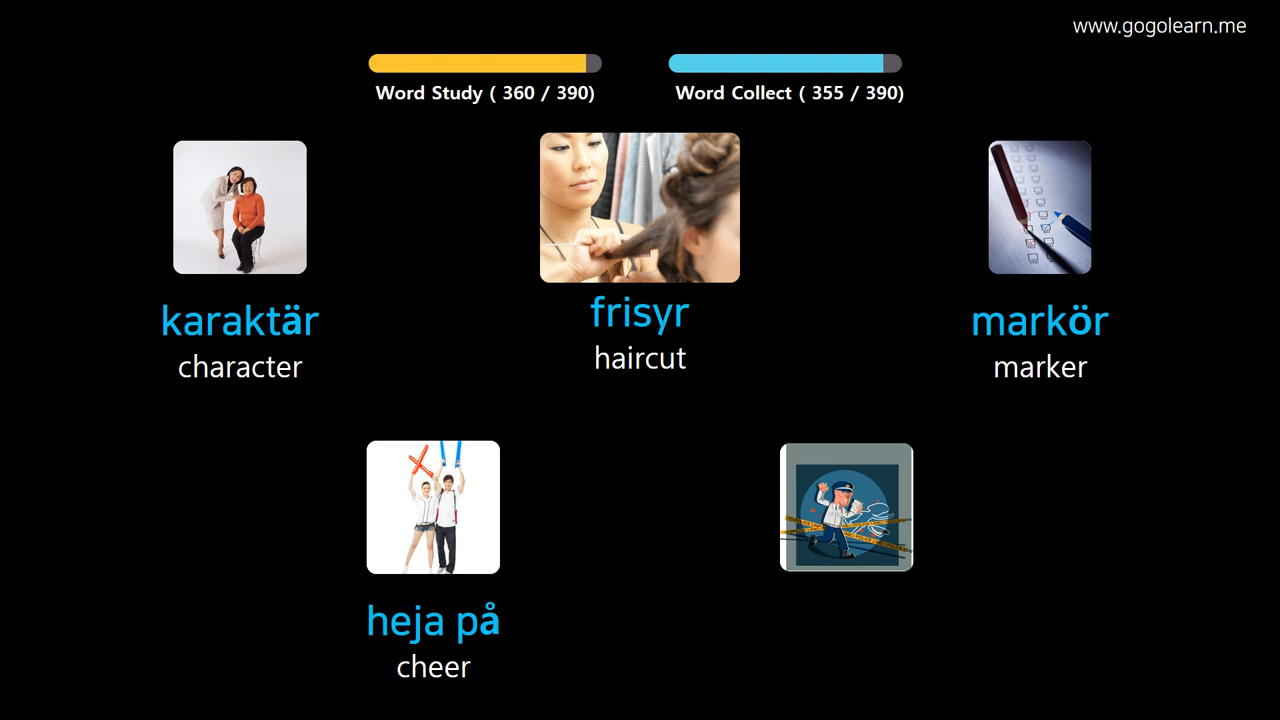 www.gogolearn.me
Word Study ( 360 / 390)
Word Collect ( 355 / 390)
karaktär
character
frisyr
haircut
markör
marker
heja på
cheer